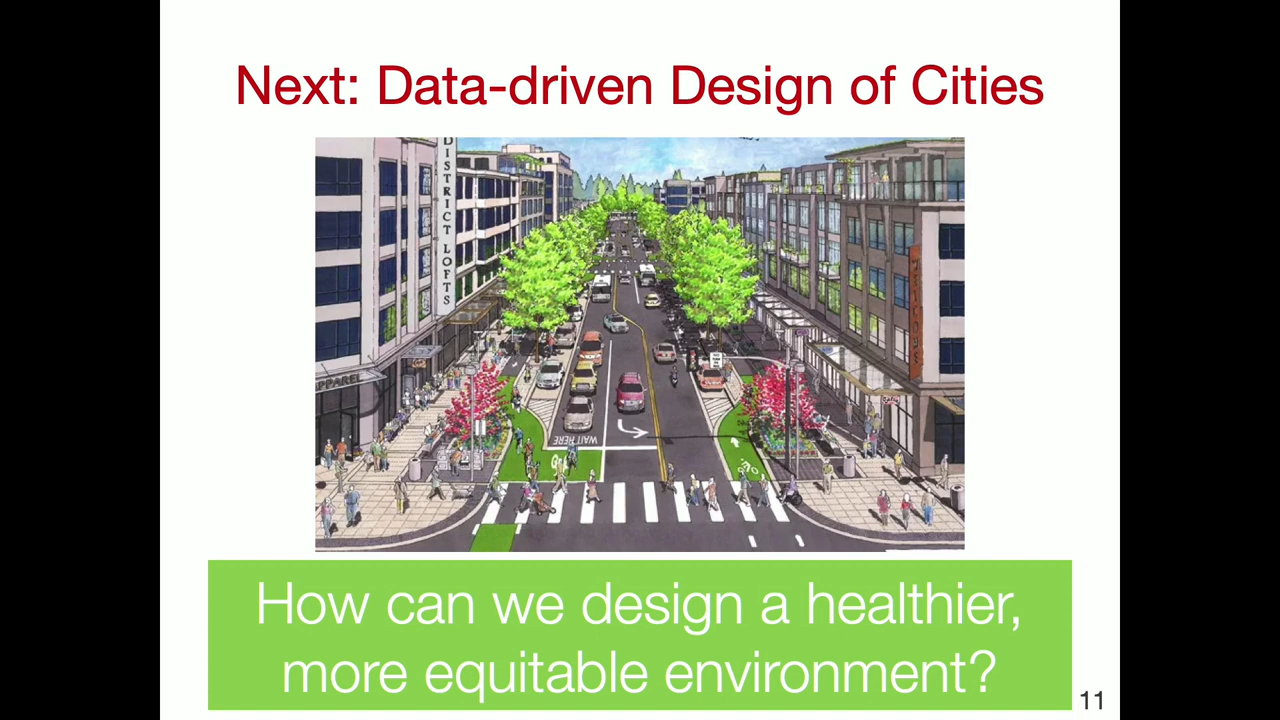 Next: Data-driven Design of Cities
DISTRICT LOFTS
APPAREL
WAIT HERE
How can we design a healthier,
more equitable environment?
11